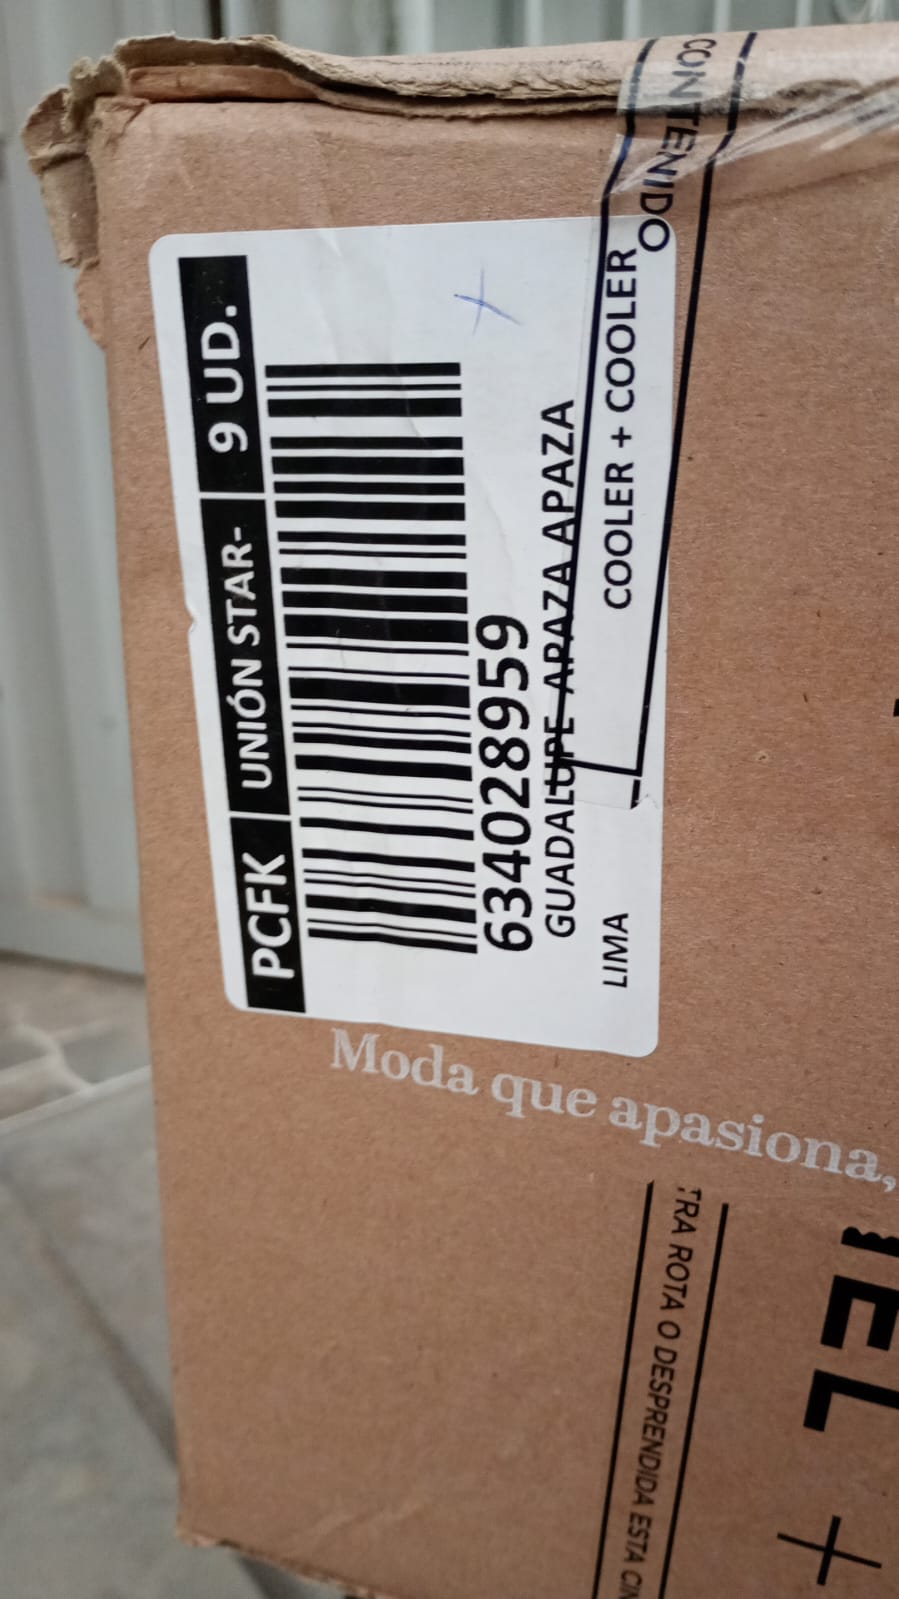 CONTENIDO
PCFK UNIÓN STAR- 9 UD.
634028959
GUADALUPE APAZA APAZA APAZA
LIMA COOLER + COOLER
Moda que apasiona,
ROTA O DESPRENDIDA ESTA